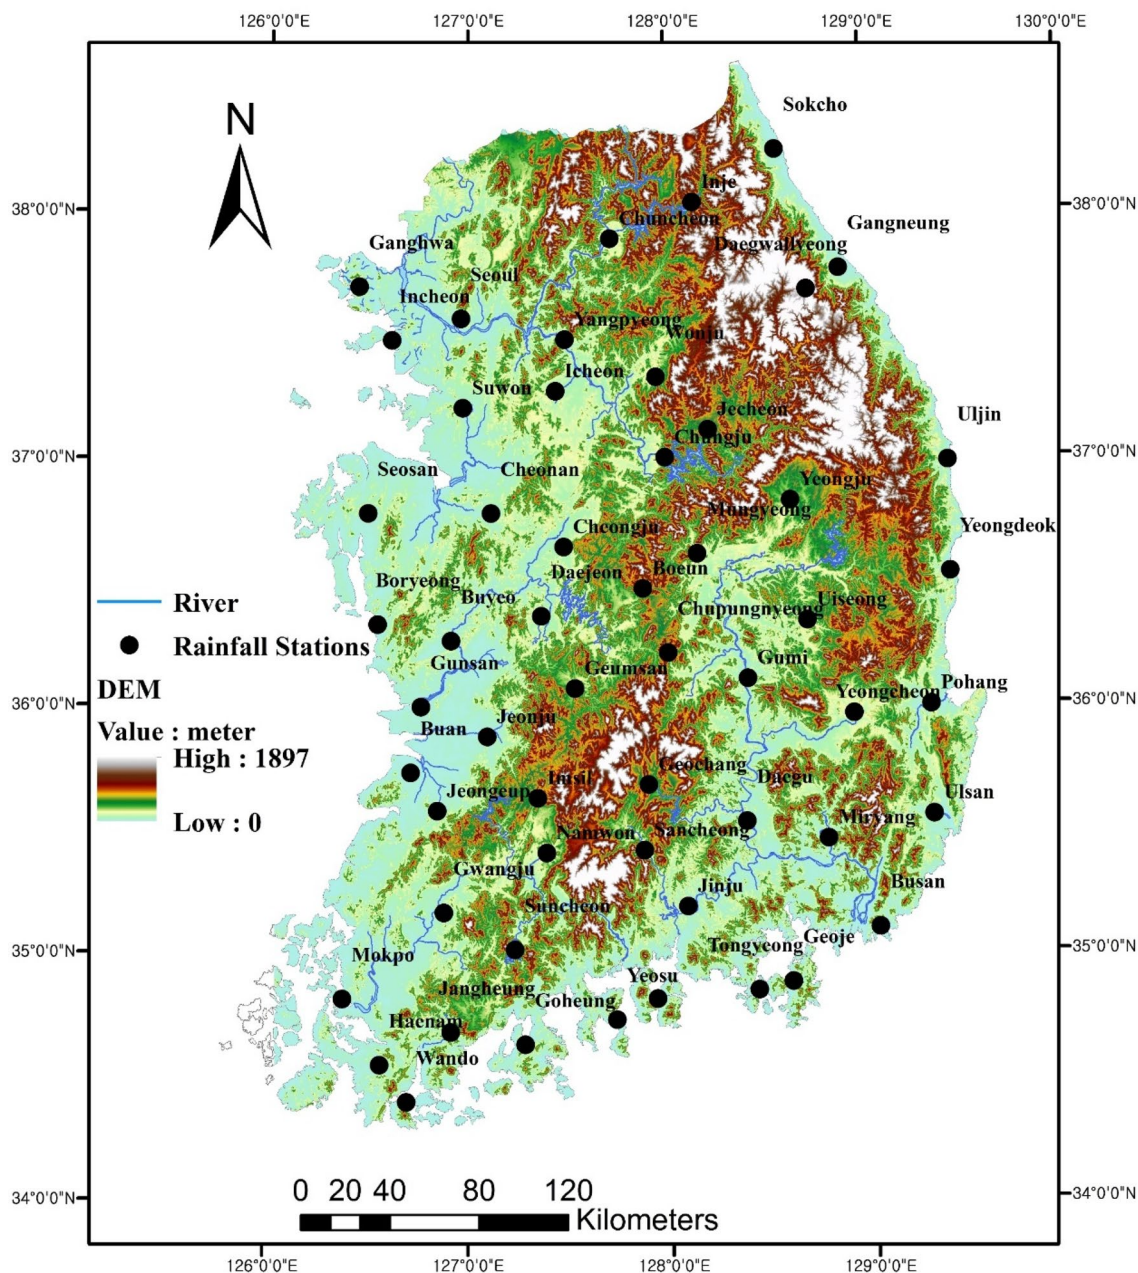 126°0'0"E 127°0'0"E 128°0'0"E 129°0'0"E 130°0'0"E
Sokcho
N
Inje
38°0'0"N 38°0'0"N
Chuncheon
Gangneung
Ganghwa
Daegwallyeong
Seoul
Incheon
Yangpyeong
Wonju
Icheon
Suwon
Jecheon
Uljin
Chungju
37°0'0"N 37°0'0"N
Seosan
Cheonan
Yeongju
Mungyeong
Yeongdeok
Cheongju
Boeun
Daejeon
Boryeong
Buyeo
River
Uiseong
Chupungnyeong
Rainfall Stations
Gunsan
Gumi
Geumsan
DEM
Pohang
Yeongcheon
36°0'0"N 36°0'0"N
Jeonju
Buan
Value : meter
High : 1897
Geochang
Daegu
Imsil
Jeongeup
Ulsan
Low : 0
Miryang
Namwon
Sancheong
Gwangju
Jinju
Busan
Suncheon
Geoje
Tongyeong
35°0'0"N 35°0'0"N
Mokpo
Yeosu
Jangheung
Goheung
Haenam
Wando
34°0'0"N 34°0'0"N
0 20 40 80 120
Kilometers
126°0'0"E 127°0'0"E 128°0'0"E 129°0'0"E